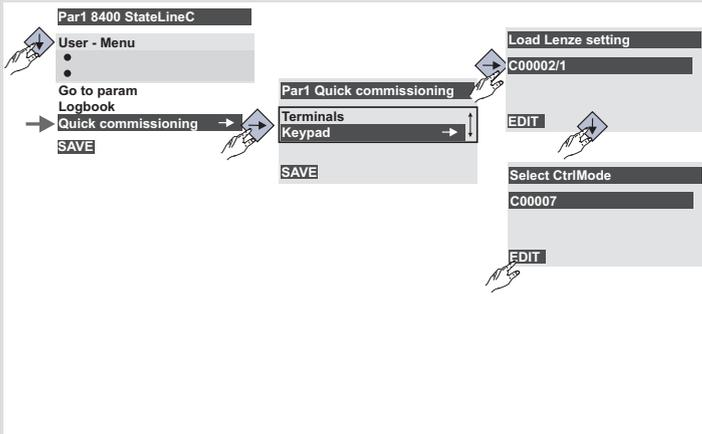 Par1 8400 StateLineC
User - Menu
Go to param
Logbook
Quick commissioning
SAVE
Par1 Quick commissioning
Terminals
Keypad
SAVE
Load Lenze setting
C00002/1
EDIT
Select CtrlMode
C00007
EDIT